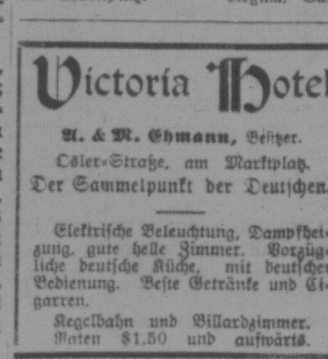 Victoria Hotel
A. & M. Ehmann, Besitzer.
Osler-Straße, am Marktplatz.
Der Sammelpunkt der Deutschen.
Elektrische Beleuchtung, Dampfhei-
zung, gute helle Zimmer. Vorzüg-
liche deutsche Küche, mit deutscher
Bedienung. Beste Getränke und Ci-
garren.
Kegelbahn und Billardzimmer.
Raten $1.50 und aufwärts.